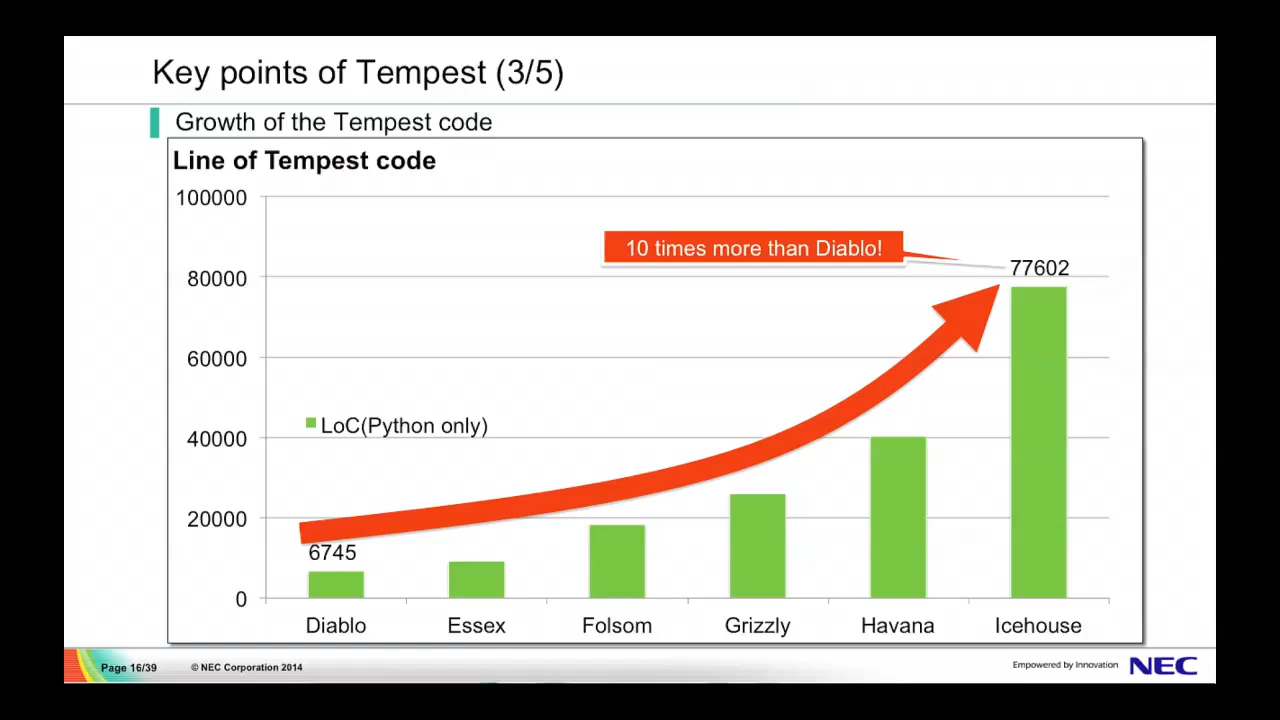 Key points of Tempest (3/5)
Growth of the Tempest code
Line of Tempest code
100000
80000
60000
40000
20000
0
10 times more than Diablo!
77602
LoC(Python only)
6745
Diablo
Essex
Folsom
Grizzly
Havana
Icehouse
Page 16/39
© NEC Corporation 2014
Empowered by Innovation
NEC